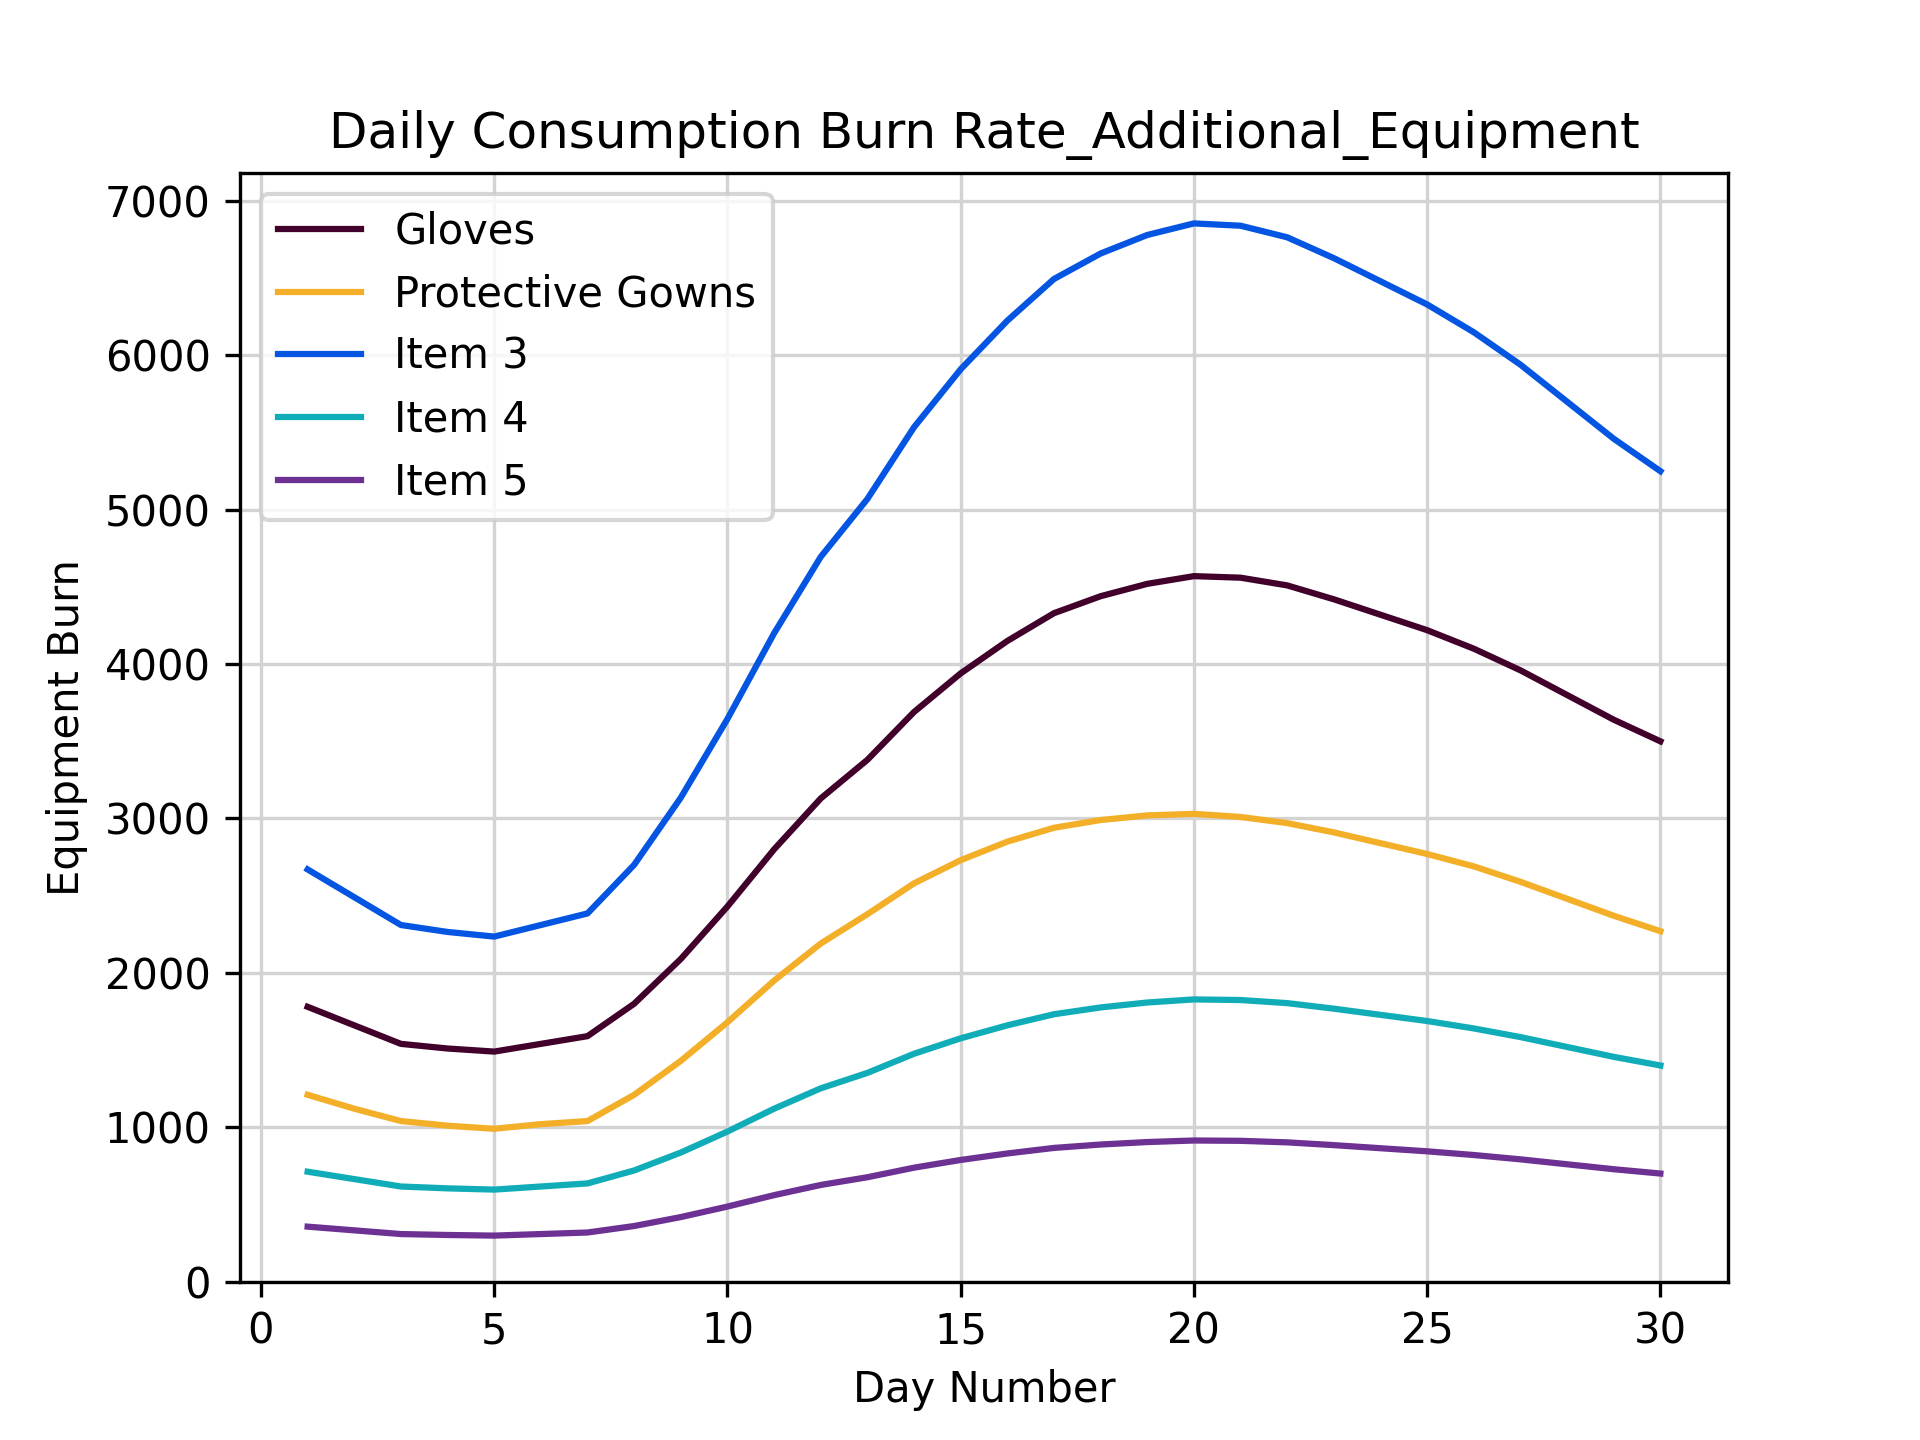 Daily Consumption Burn Rate_Additional_Equipment
7000
6000
5000
4000
3000
2000
1000
0
Equipment Burn
Gloves
Protective Gowns
Item 3
Item 4
Item 5
0 5 10 15 20 25 30
Day Number